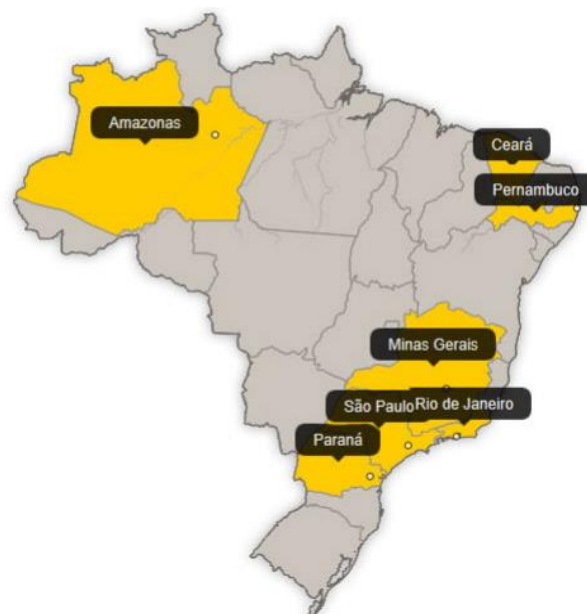 Amazonas
Ceará
Pernambuco
Minas Gerais
São Paulo
Rio de Janeiro
Paraná